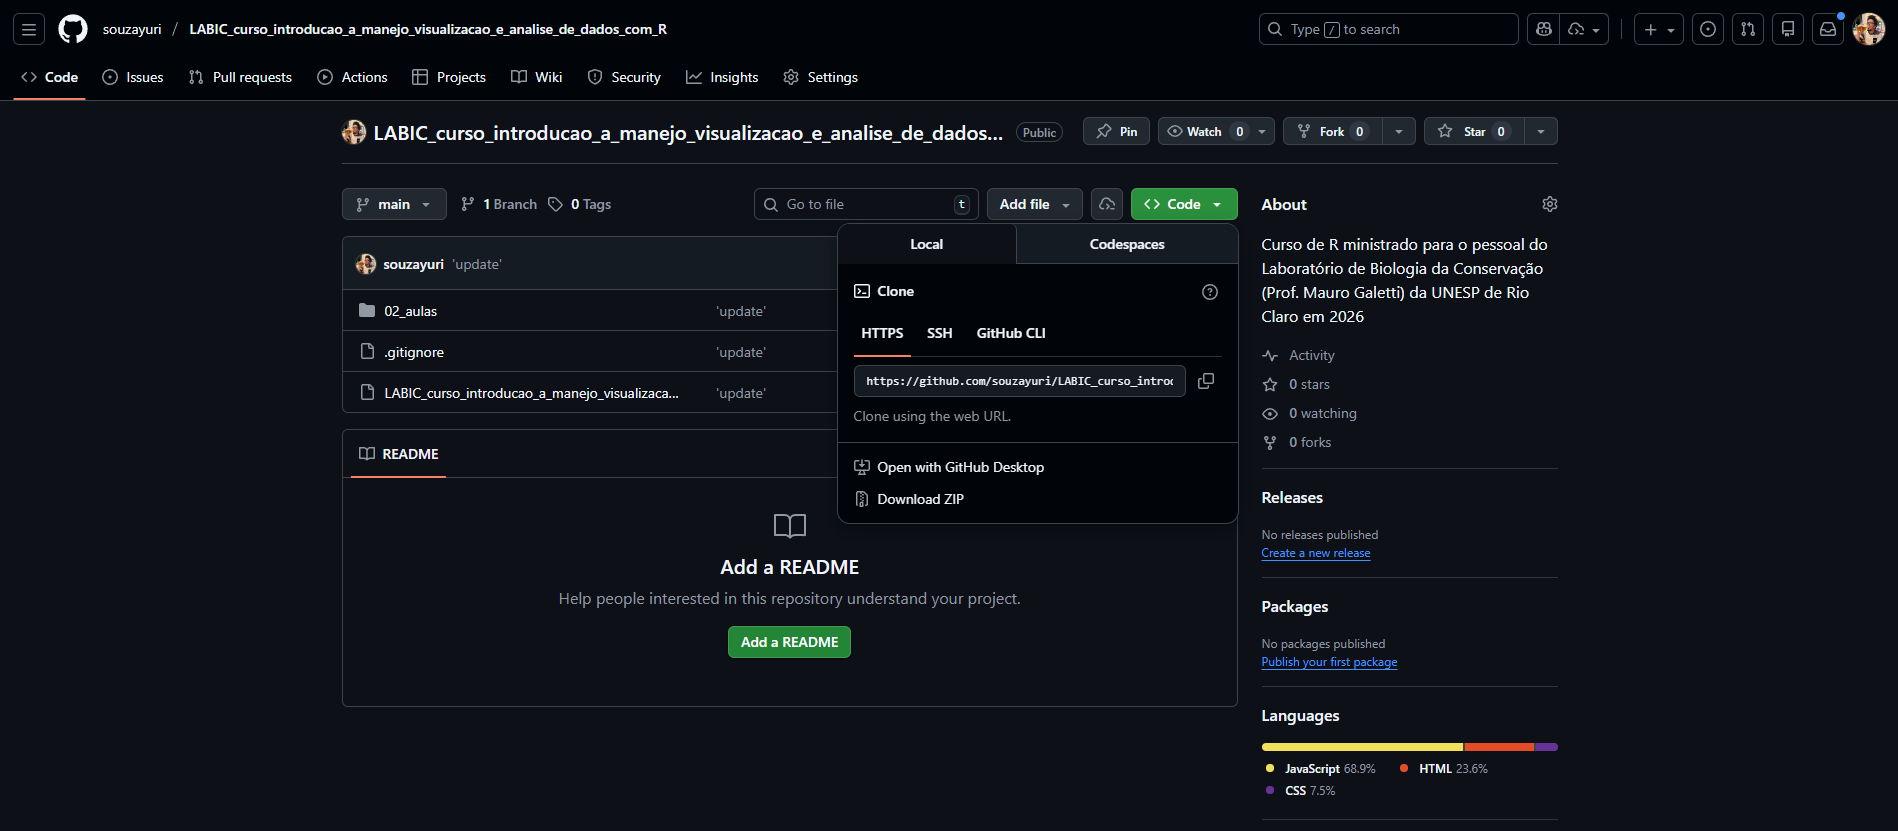 souzayuri / LABIC_curso_introducao_a_manejo_visualizacao_e_analise_de_dados_com_R
Type / to search
Code
Issues
Pull requests
Actions
Projects
Wiki
Security
Insights
Settings
LABIC_curso_introducao_a_manejo_visualizacao_e_analise_de_dados...
Public
Pin
Watch 0
Fork 0
Star 0
main
1 Branch
0 Tags
Go to file t
Add file
Code
Local
Codespaces
Clone
HTTPS
SSH
GitHub CLI
https://github.com/souzayuri/LABIC_curso_introd
Clone using the web URL.
Open with GitHub Desktop
Download ZIP
souzayuri 'update'
02_aulas 'update'
.gitignore 'update'
LABIC_curso_introducao_a_manejo_visualizaca... 'update'
README
Add a README
Help people interested in this repository understand your project.
Add a README
About
Curso de R ministrado para o pessoal do
Laboratório de Biologia da Conservação
(Prof. Mauro Galetti) da UNESP de Rio
Claro em 2026
Activity
0 stars
0 watching
0 forks
Releases
No releases published
Create a new release
Packages
No packages published
Publish your first package
Languages
JavaScript 68.9%
HTML 23.6%
CSS 7.5%